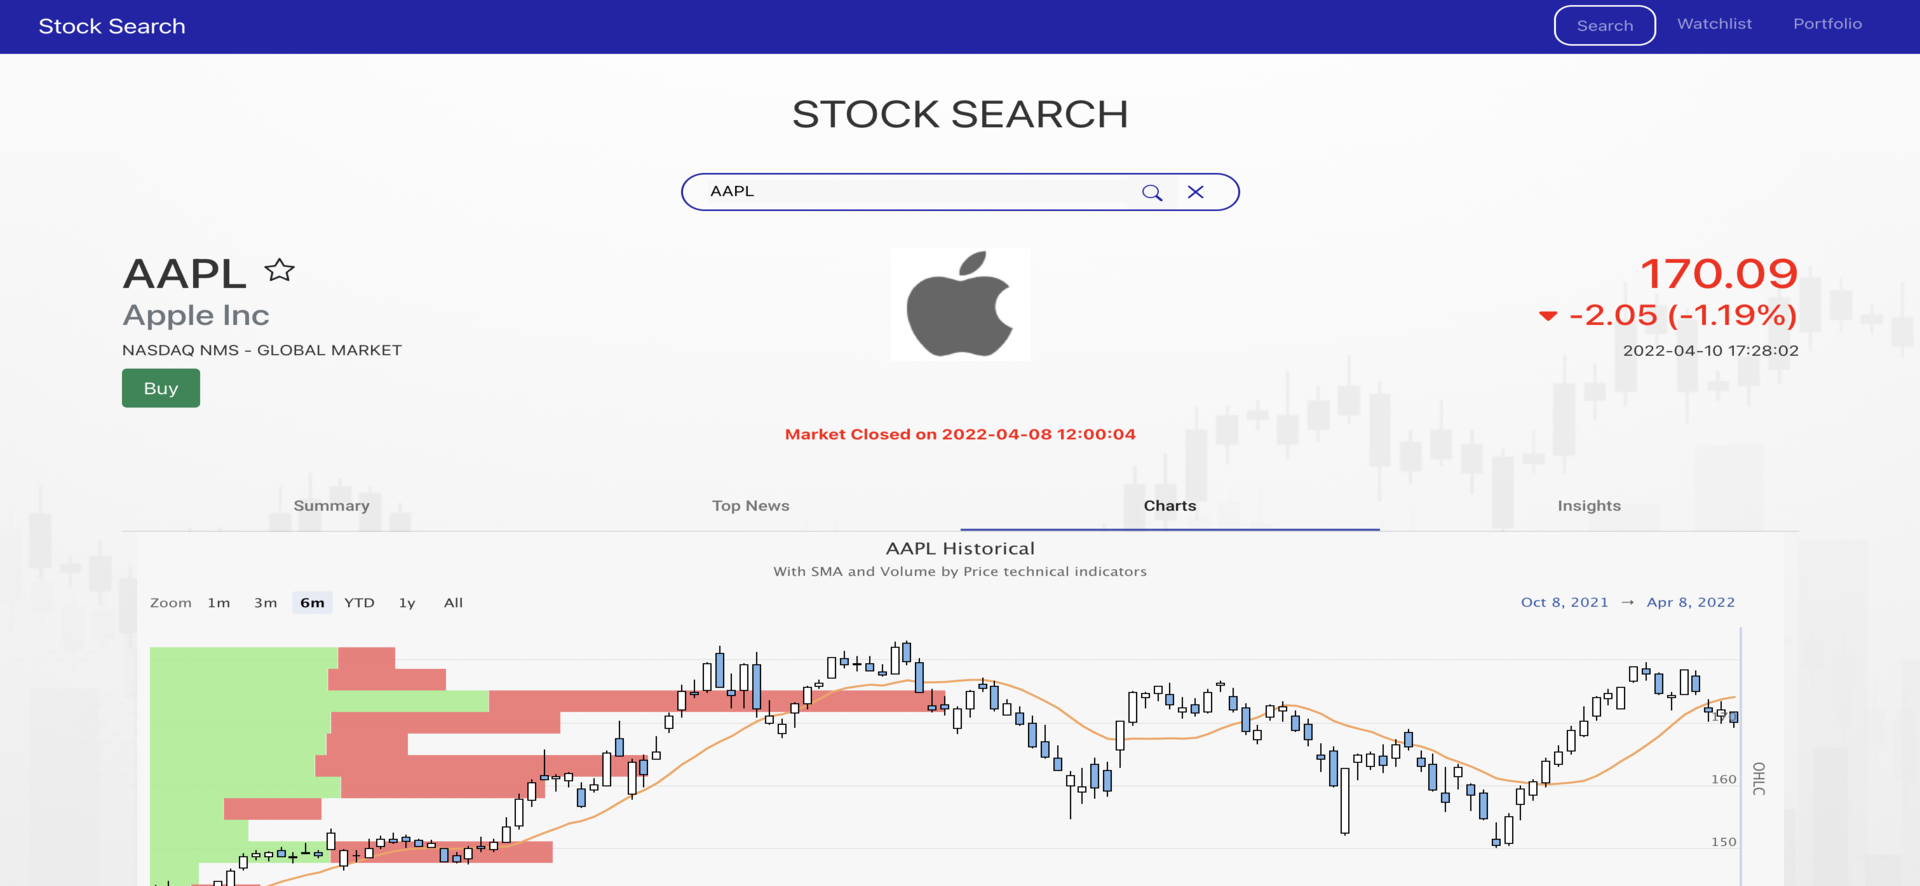 Stock Search
Search Watchlist Portfolio
STOCK SEARCH
AAPL
AAPL
Apple Inc
NASDAQ NMS - GLOBAL MARKET
Buy
170.09
-2.05 (-1.19%)
2022-04-10 17:28:02
Market Closed on 2022-04-08 12:00:04
Summary Top News Charts Insights
AAPL Historical
With SMA and Volume by Price technical indicators
Zoom 1m 3m 6m YTD 1y All
Oct 8, 2021 → Apr 8, 2022
160
150
OHLC